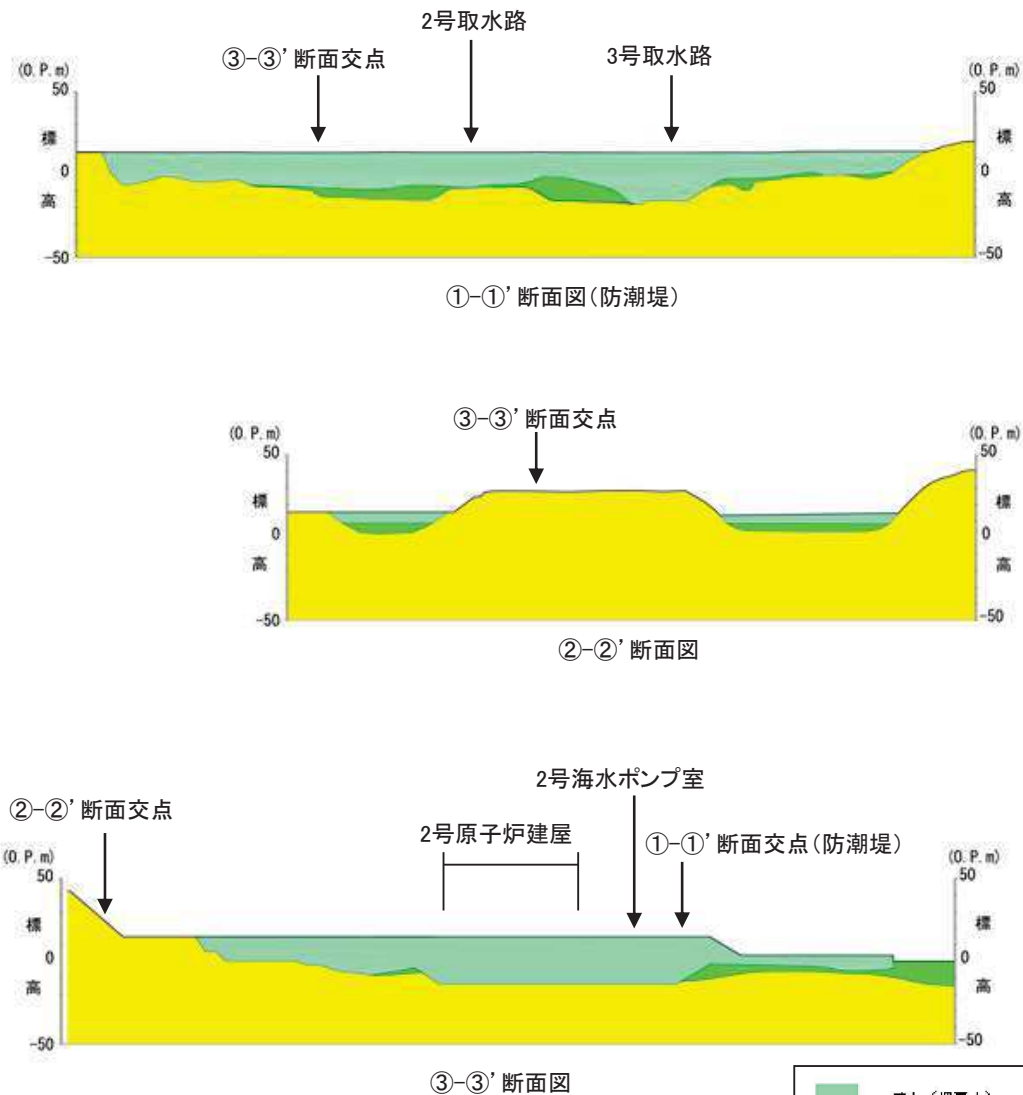 2号取水路
③-③’断面交点
3号取水路
(O.P.m)
(O.P.m)
50
50
標
標
0
0
高
高
-50
-50
①-①’断面図(防潮堤)
③-③’断面交点
(O.P.m)
(O.P.m)
50
50
標
標
0
0
高
高
-50
-50
②-②’断面図
2号海水ポンプ室
②-②’断面交点
2号原子炉建屋
①-①’断面交点(防潮堤)
(O.P.m)
(O.P.m)
50
50
標
標
0
0
高
高
-50
-50
③-③’断面図